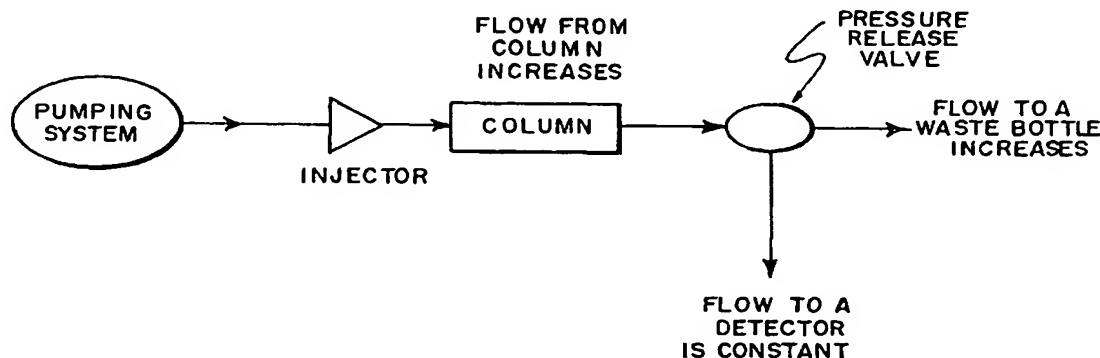 FLOW FROM
COLUMN
INCREASES
PRESSURE
RELEASE
VALVE
PUMPING
SYSTEM
INJECTOR
COLUMN
FLOW TO A
WASTE BOTTLE
INCREASES
FLOW TO A
DETECTOR
IS CONSTANT